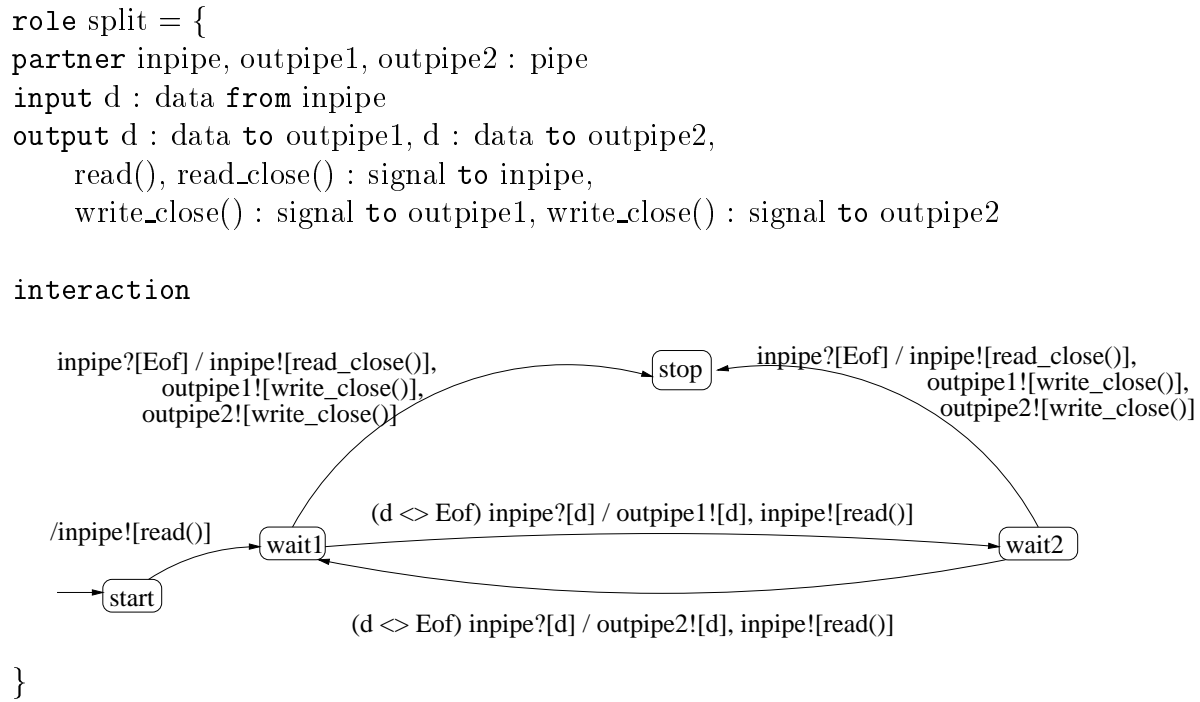 role split = {
partner inpipe, outpipe1, outpipe2 : pipe
input d : data from inpipe
output d : data to outpipe1, d : data to outpipe2,
read(), read_close() : signal to inpipe,
write_close() : signal to outpipe1, write_close() : signal to outpipe2
interaction
inpipe?[Eof] / inpipe![read_close()],
outpipe1![write_close()],
outpipe2![write_close()]
stop
inpipe?[Eof] / inpipe![read_close()],
outpipe1![write_close()],
outpipe2![write_close()]
(d <> Eof) inpipe?[d] / outpipe1![d], inpipe![read()]
/inpipe![read()]
wait1
wait2
start
(d <> Eof) inpipe?[d] / outpipe2![d], inpipe![read()]
}